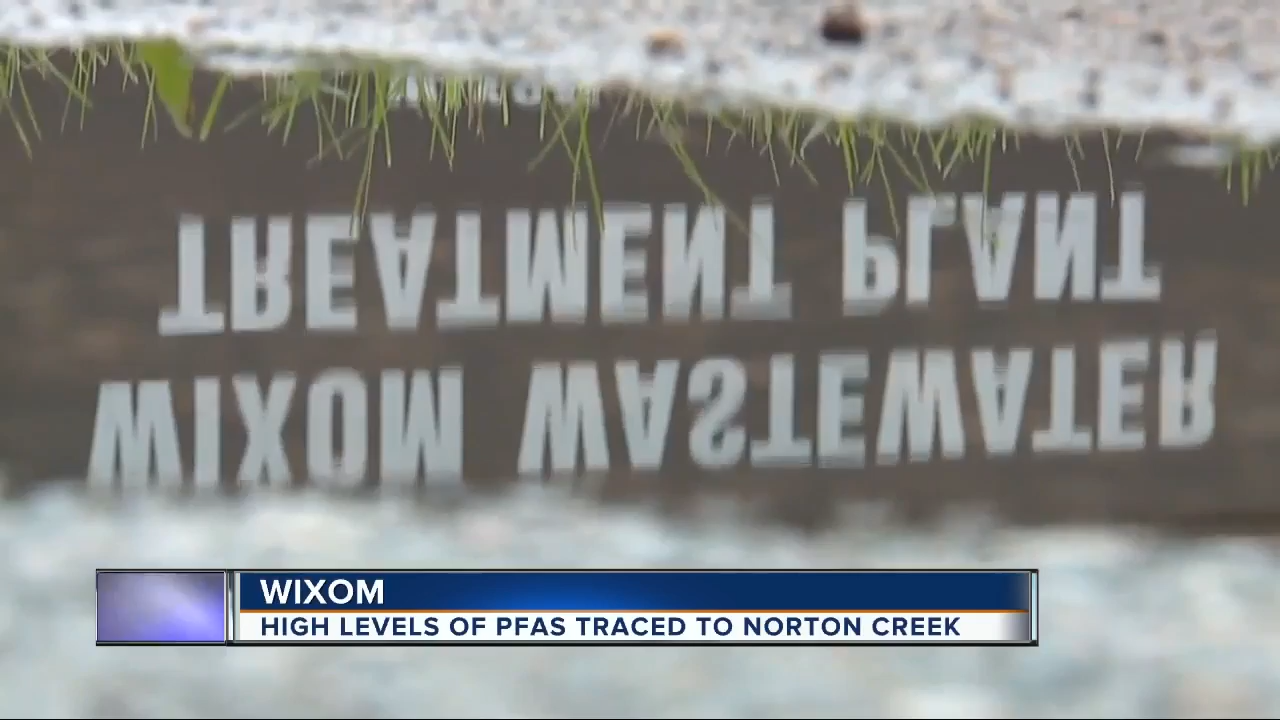 WIXOM WASTEWATER
TREATMENT PLANT
WIXOM
HIGH LEVELS OF PFAS TRACED TO NORTON CREEK